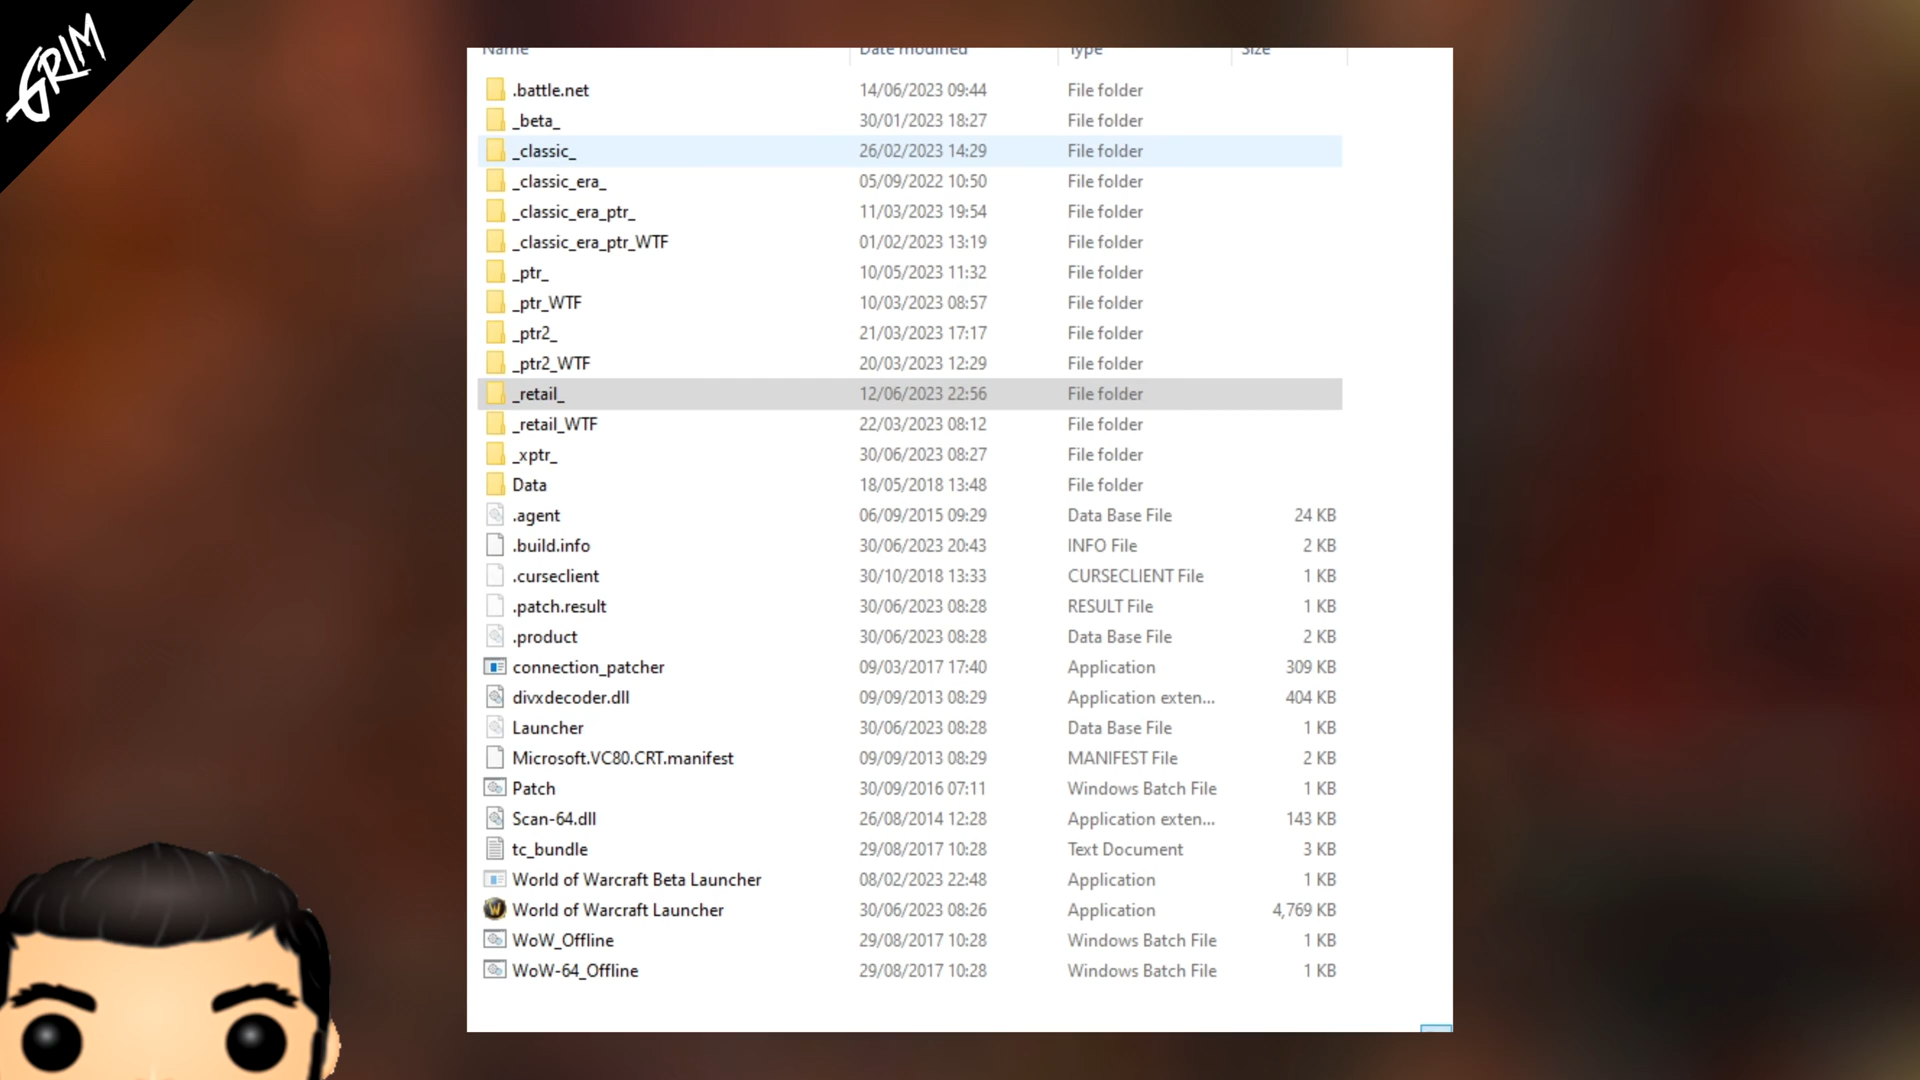 GRIM
Name Date modified Type Size
.battle.net 14/06/2023 09:44 File folder
_beta_ 30/01/2023 18:27 File folder
_classic_ 26/02/2023 14:29 File folder
_classic_era_ 05/09/2022 10:50 File folder
_classic_era_ptr_ 11/03/2023 19:54 File folder
_classic_era_ptr_WTF 01/02/2023 13:19 File folder
_ptr_ 10/05/2023 11:32 File folder
_ptr_WTF 10/03/2023 08:57 File folder
_ptr2_ 21/03/2023 17:17 File folder
_ptr2_WTF 20/03/2023 12:29 File folder
_retail_ 12/06/2023 22:56 File folder
_retail_WTF 22/03/2023 08:12 File folder
_xptr_ 30/06/2023 08:27 File folder
Data 18/05/2018 13:48 File folder
.agent 06/09/2015 09:29 Data Base File 24 KB
.build.info 30/06/2023 20:43 INFO File 2 KB
.curseclient 30/10/2018 13:33 CURSECLIENT File 1 KB
.patch.result 30/06/2023 08:28 RESULT File 1 KB
.product 30/06/2023 08:28 Data Base File 2 KB
connection_patcher 09/03/2017 17:40 Application 309 KB
divxdecoder.dll 09/09/2013 08:29 Application exten... 404 KB
Launcher 30/06/2023 08:28 Data Base File 1 KB
Microsoft.VC80.CRT.manifest 09/09/2013 08:29 MANIFEST File 2 KB
Patch 30/09/2016 07:11 Windows Batch File 1 KB
Scan-64.dll 26/08/2014 12:28 Application exten... 143 KB
tc_bundle 29/08/2017 10:28 Text Document 3 KB
World of Warcraft Beta Launcher 08/02/2023 22:48 Application 1 KB
World of Warcraft Launcher 30/06/2023 08:26 Application 4,769 KB
WoW_Offline 29/08/2017 10:28 Windows Batch File 1 KB
WoW-64_Offline 29/08/2017 10:28 Windows Batch File 1 KB